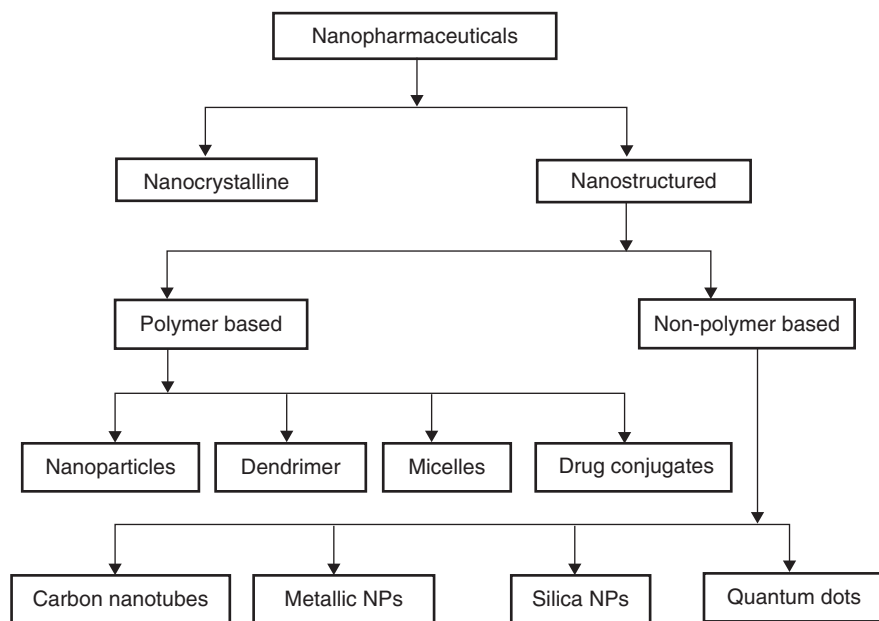 Nanopharmaceuticals
Nanocrystalline
Nanostructured
Polymer based
Non-polymer based
Nanoparticles
Dendrimer
Micelles
Drug conjugates
Carbon nanotubes
Metallic NPs
Silica NPs
Quantum dots